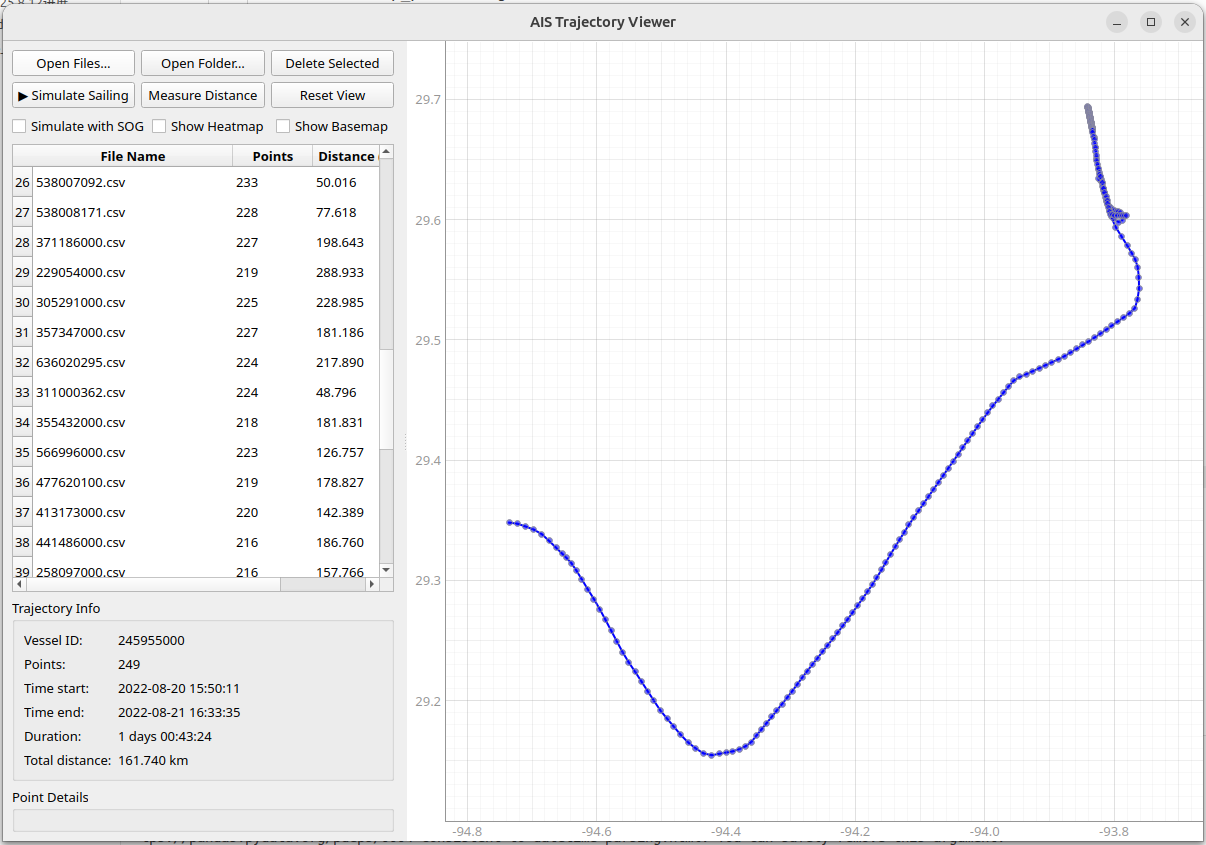 AIS Trajectory Viewer
Open Files... Open Folder... Delete Selected
▶ Simulate Sailing Measure Distance Reset View
Simulate with SOG Show Heatmap Show Basemap
File Name Points Distance
26 538007092.csv 233 50.016
27 538008171.csv 228 77.618
28 371186000.csv 227 198.643
29 229054000.csv 219 288.933
30 305291000.csv 225 228.985
31 357347000.csv 227 181.186
32 636020295.csv 224 217.890
33 311000362.csv 224 48.796
34 355432000.csv 218 181.831
35 566996000.csv 223 126.757
36 477620100.csv 219 178.827
37 413173000.csv 220 142.389
38 441486000.csv 216 186.760
39 258097000.csv 216 157.766
Trajectory Info
Vessel ID: 245955000
Points: 249
Time start: 2022-08-20 15:50:11
Time end: 2022-08-21 16:33:35
Duration: 1 days 00:43:24
Total distance: 161.740 km
Point Details
29.7
29.6
29.5
29.4
29.3
29.2
-94.8 -94.6 -94.4 -94.2 -94.0 -93.8